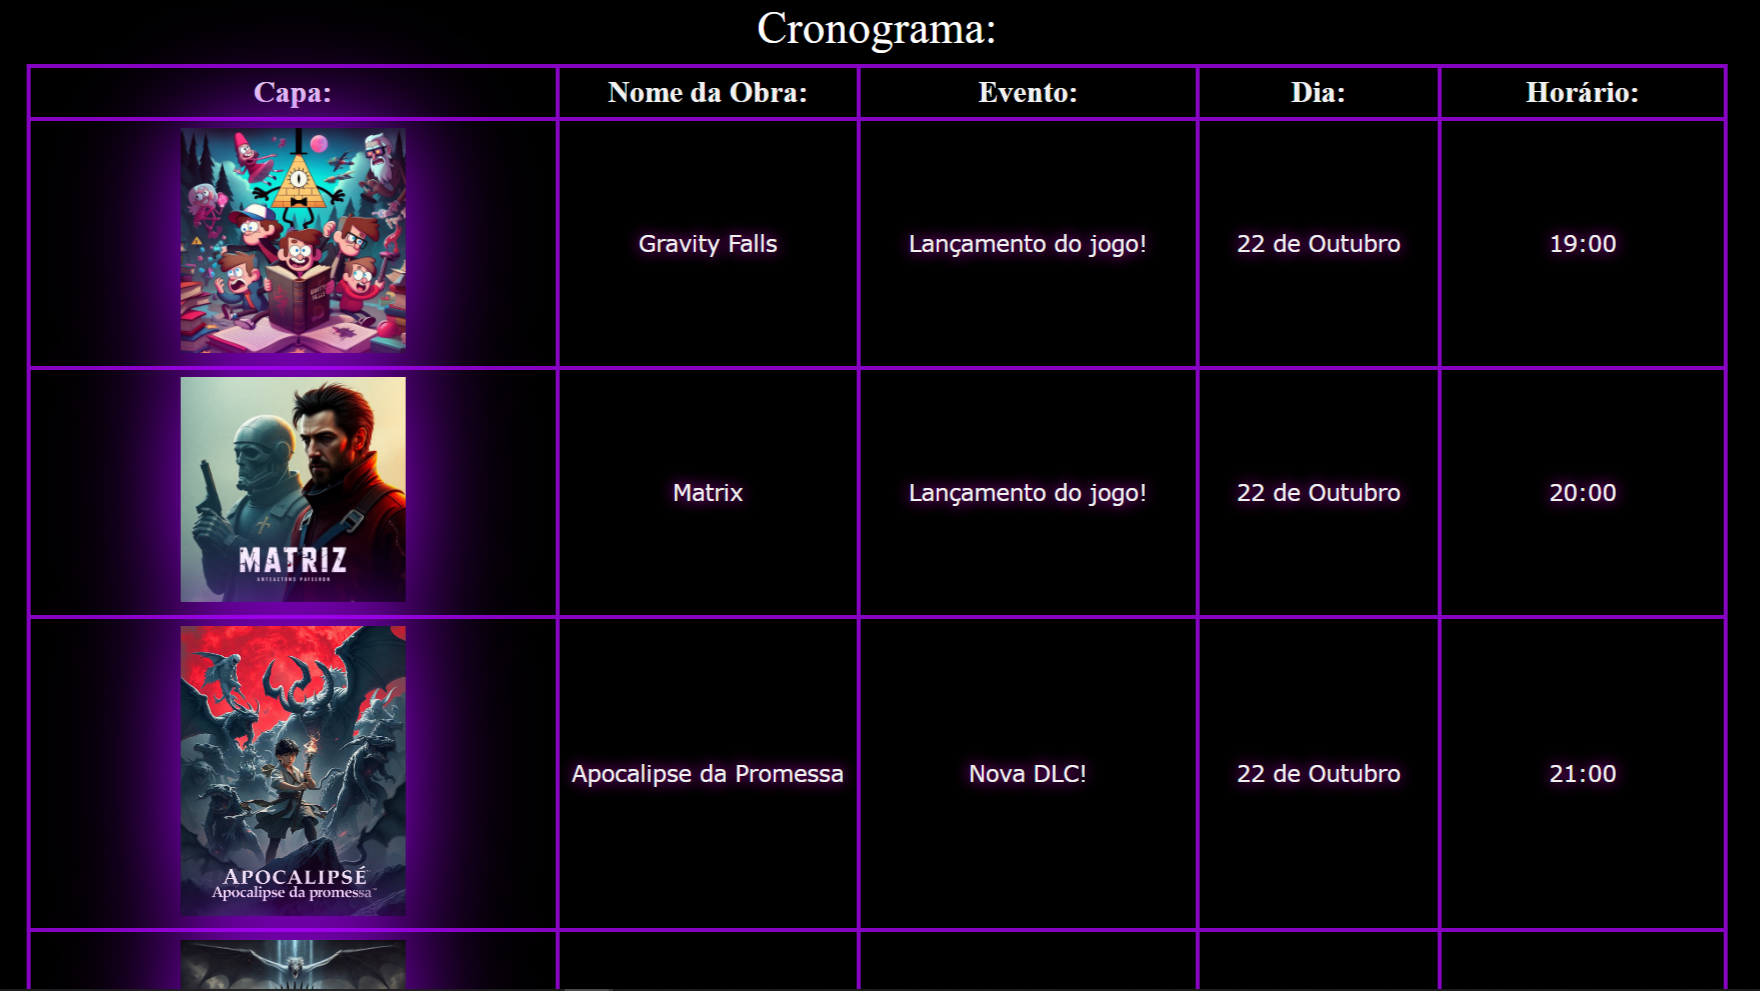 Cronograma:
Capa: Nome da Obra: Evento: Dia: Horário:
Gravity Falls Lançamento do jogo! 22 de Outubro 19:00
MATRIZ
Matrix Lançamento do jogo! 22 de Outubro 20:00
APOCALIPSÉ
Apocalipse da promessa
Apocalipse da Promessa Nova DLC! 22 de Outubro 21:00